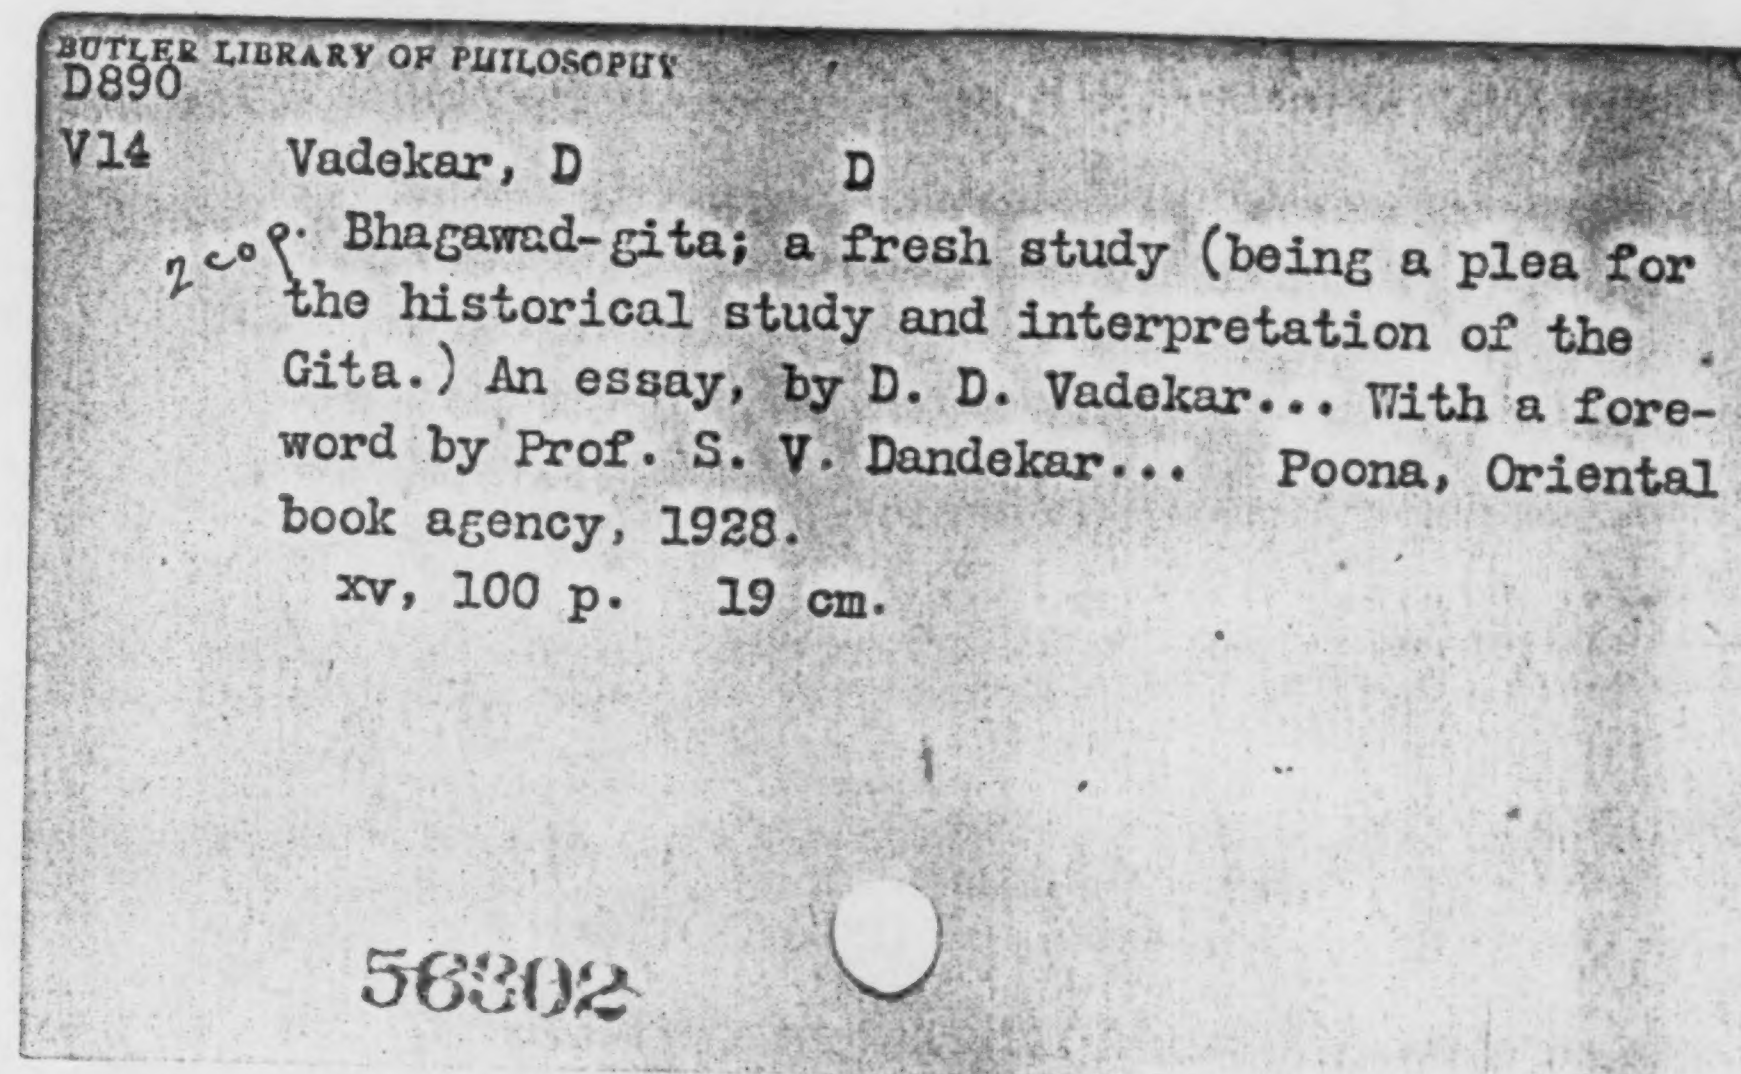 BUTLER LIBRARY OF PHILOSOPHY
D890
V14 Vadekar, D D
2 cop. Bhagawad-gita; a fresh study (being a plea for
the historical study and interpretation of the
Gita.) An essay, by D. D. Vadekar... With a fore-
word by Prof. S. V. Dandekar... Poona, Oriental
book agency, 1928.
xv, 100 p. 19 cm.
56302